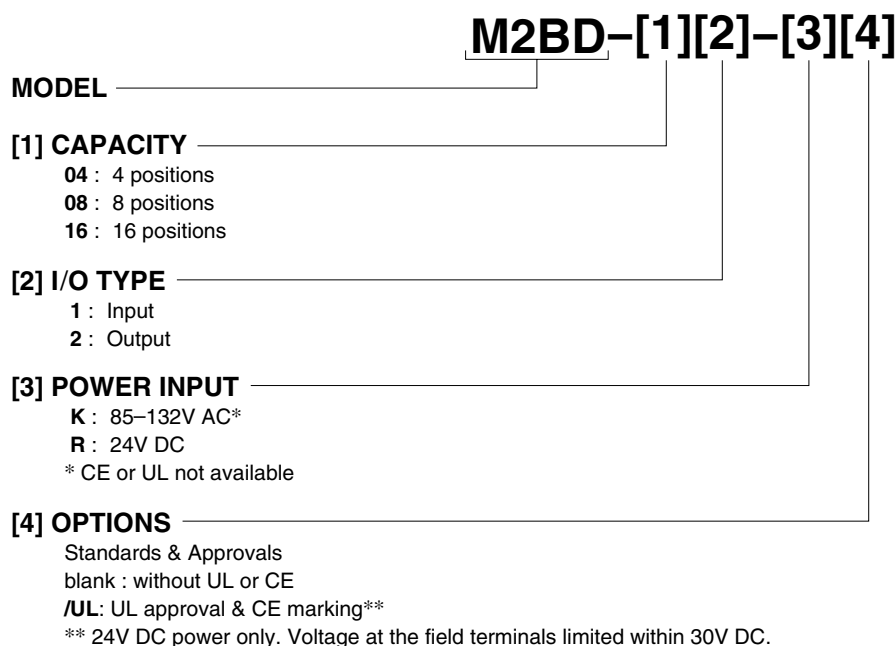 M2BD–[1][2]–[3][4]
MODEL
[1] CAPACITY
04 : 4 positions
08 : 8 positions
16 : 16 positions
[2] I/O TYPE
1 : Input
2 : Output
[3] POWER INPUT
K : 85–132V AC*
R : 24V DC
* CE or UL not available
[4] OPTIONS
Standards & Approvals
blank : without UL or CE
/UL: UL approval & CE marking**
** 24V DC power only. Voltage at the field terminals limited within 30V DC.